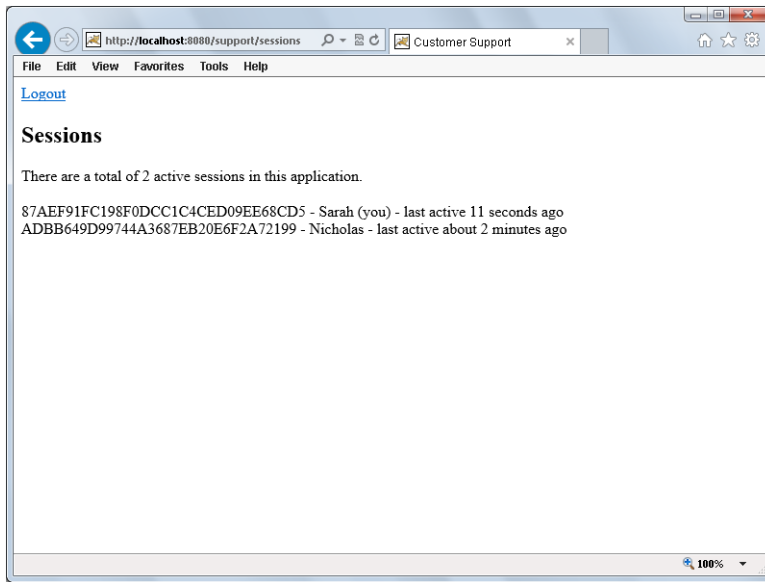 http://localhost:8080/support/sessions
Customer Support
File Edit View Favorites Tools Help
Logout
Sessions
There are a total of 2 active sessions in this application.
87AEF91FC198F0DCC1C4CED09EE68CD5 - Sarah (you) - last active 11 seconds ago
ADBB649D99744A3687EB20E6F2A72199 - Nicholas - last active about 2 minutes ago
100%